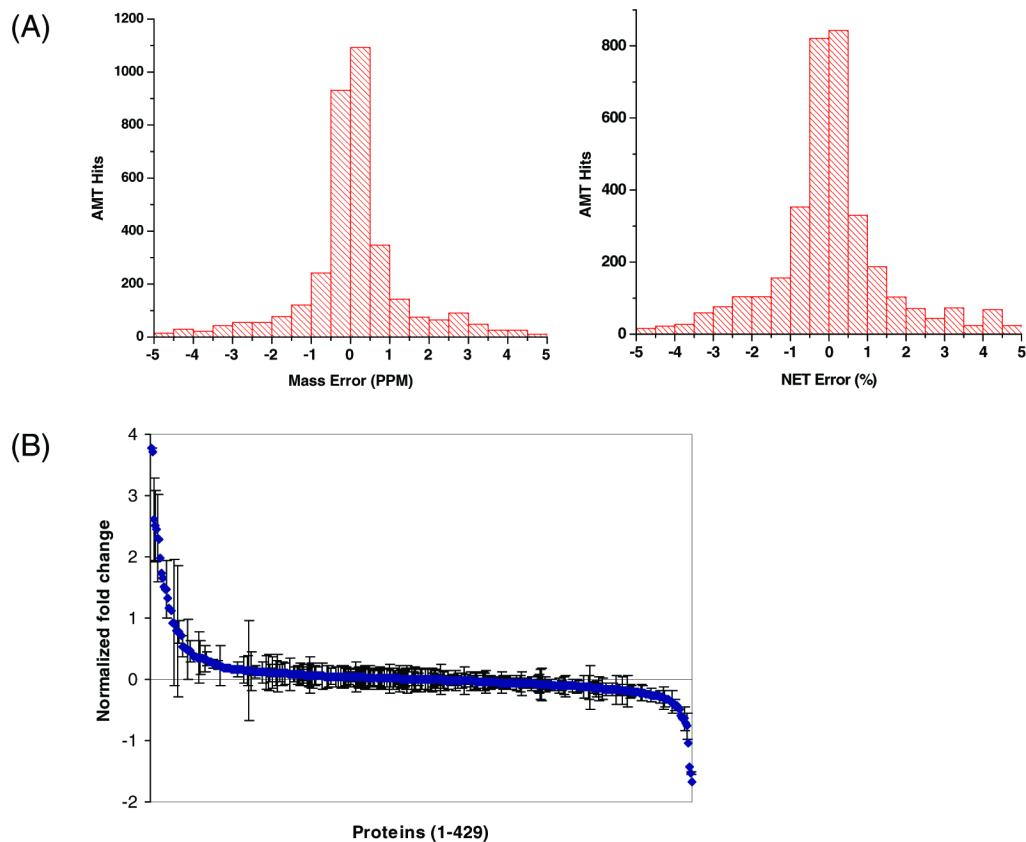 (A)
1200
1000
800
600
400
200
0
AMT Hits
-5 -4 -3 -2 -1 0 1 2 3 4 5
Mass Error (PPM)
800
600
400
200
0
AMT Hits
-5 -4 -3 -2 -1 0 1 2 3 4 5
NET Error (%)
(B)
4
3
2
1
0
-1
-2
Normalized fold change
Proteins (1-429)